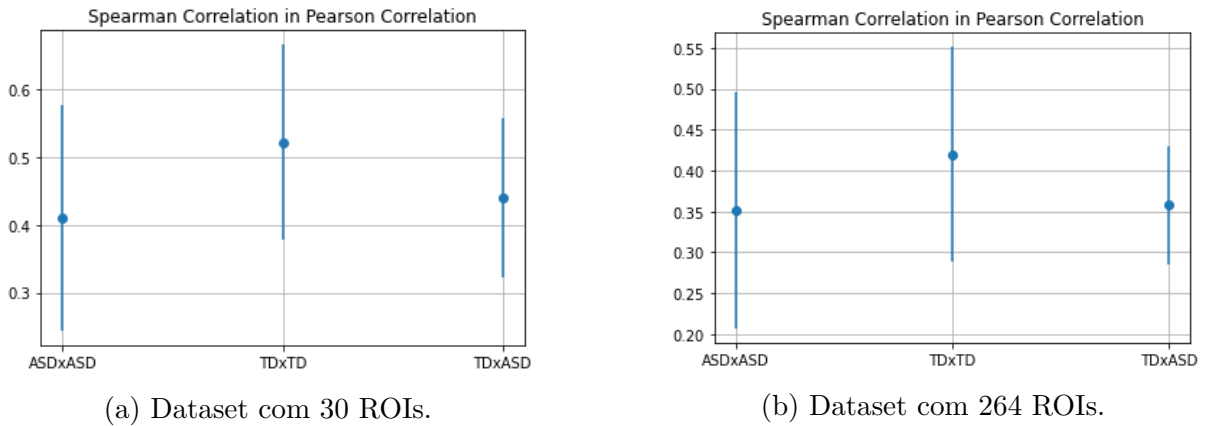 Spearman Correlation in Pearson Correlation
0.6
0.5
0.4
0.3
ASDxASD TDxTD TDxASD
(a) Dataset com 30 ROIs.
Spearman Correlation in Pearson Correlation
0.55
0.50
0.45
0.40
0.35
0.30
0.25
0.20
ASDxASD TDxTD TDxASD
(b) Dataset com 264 ROIs.